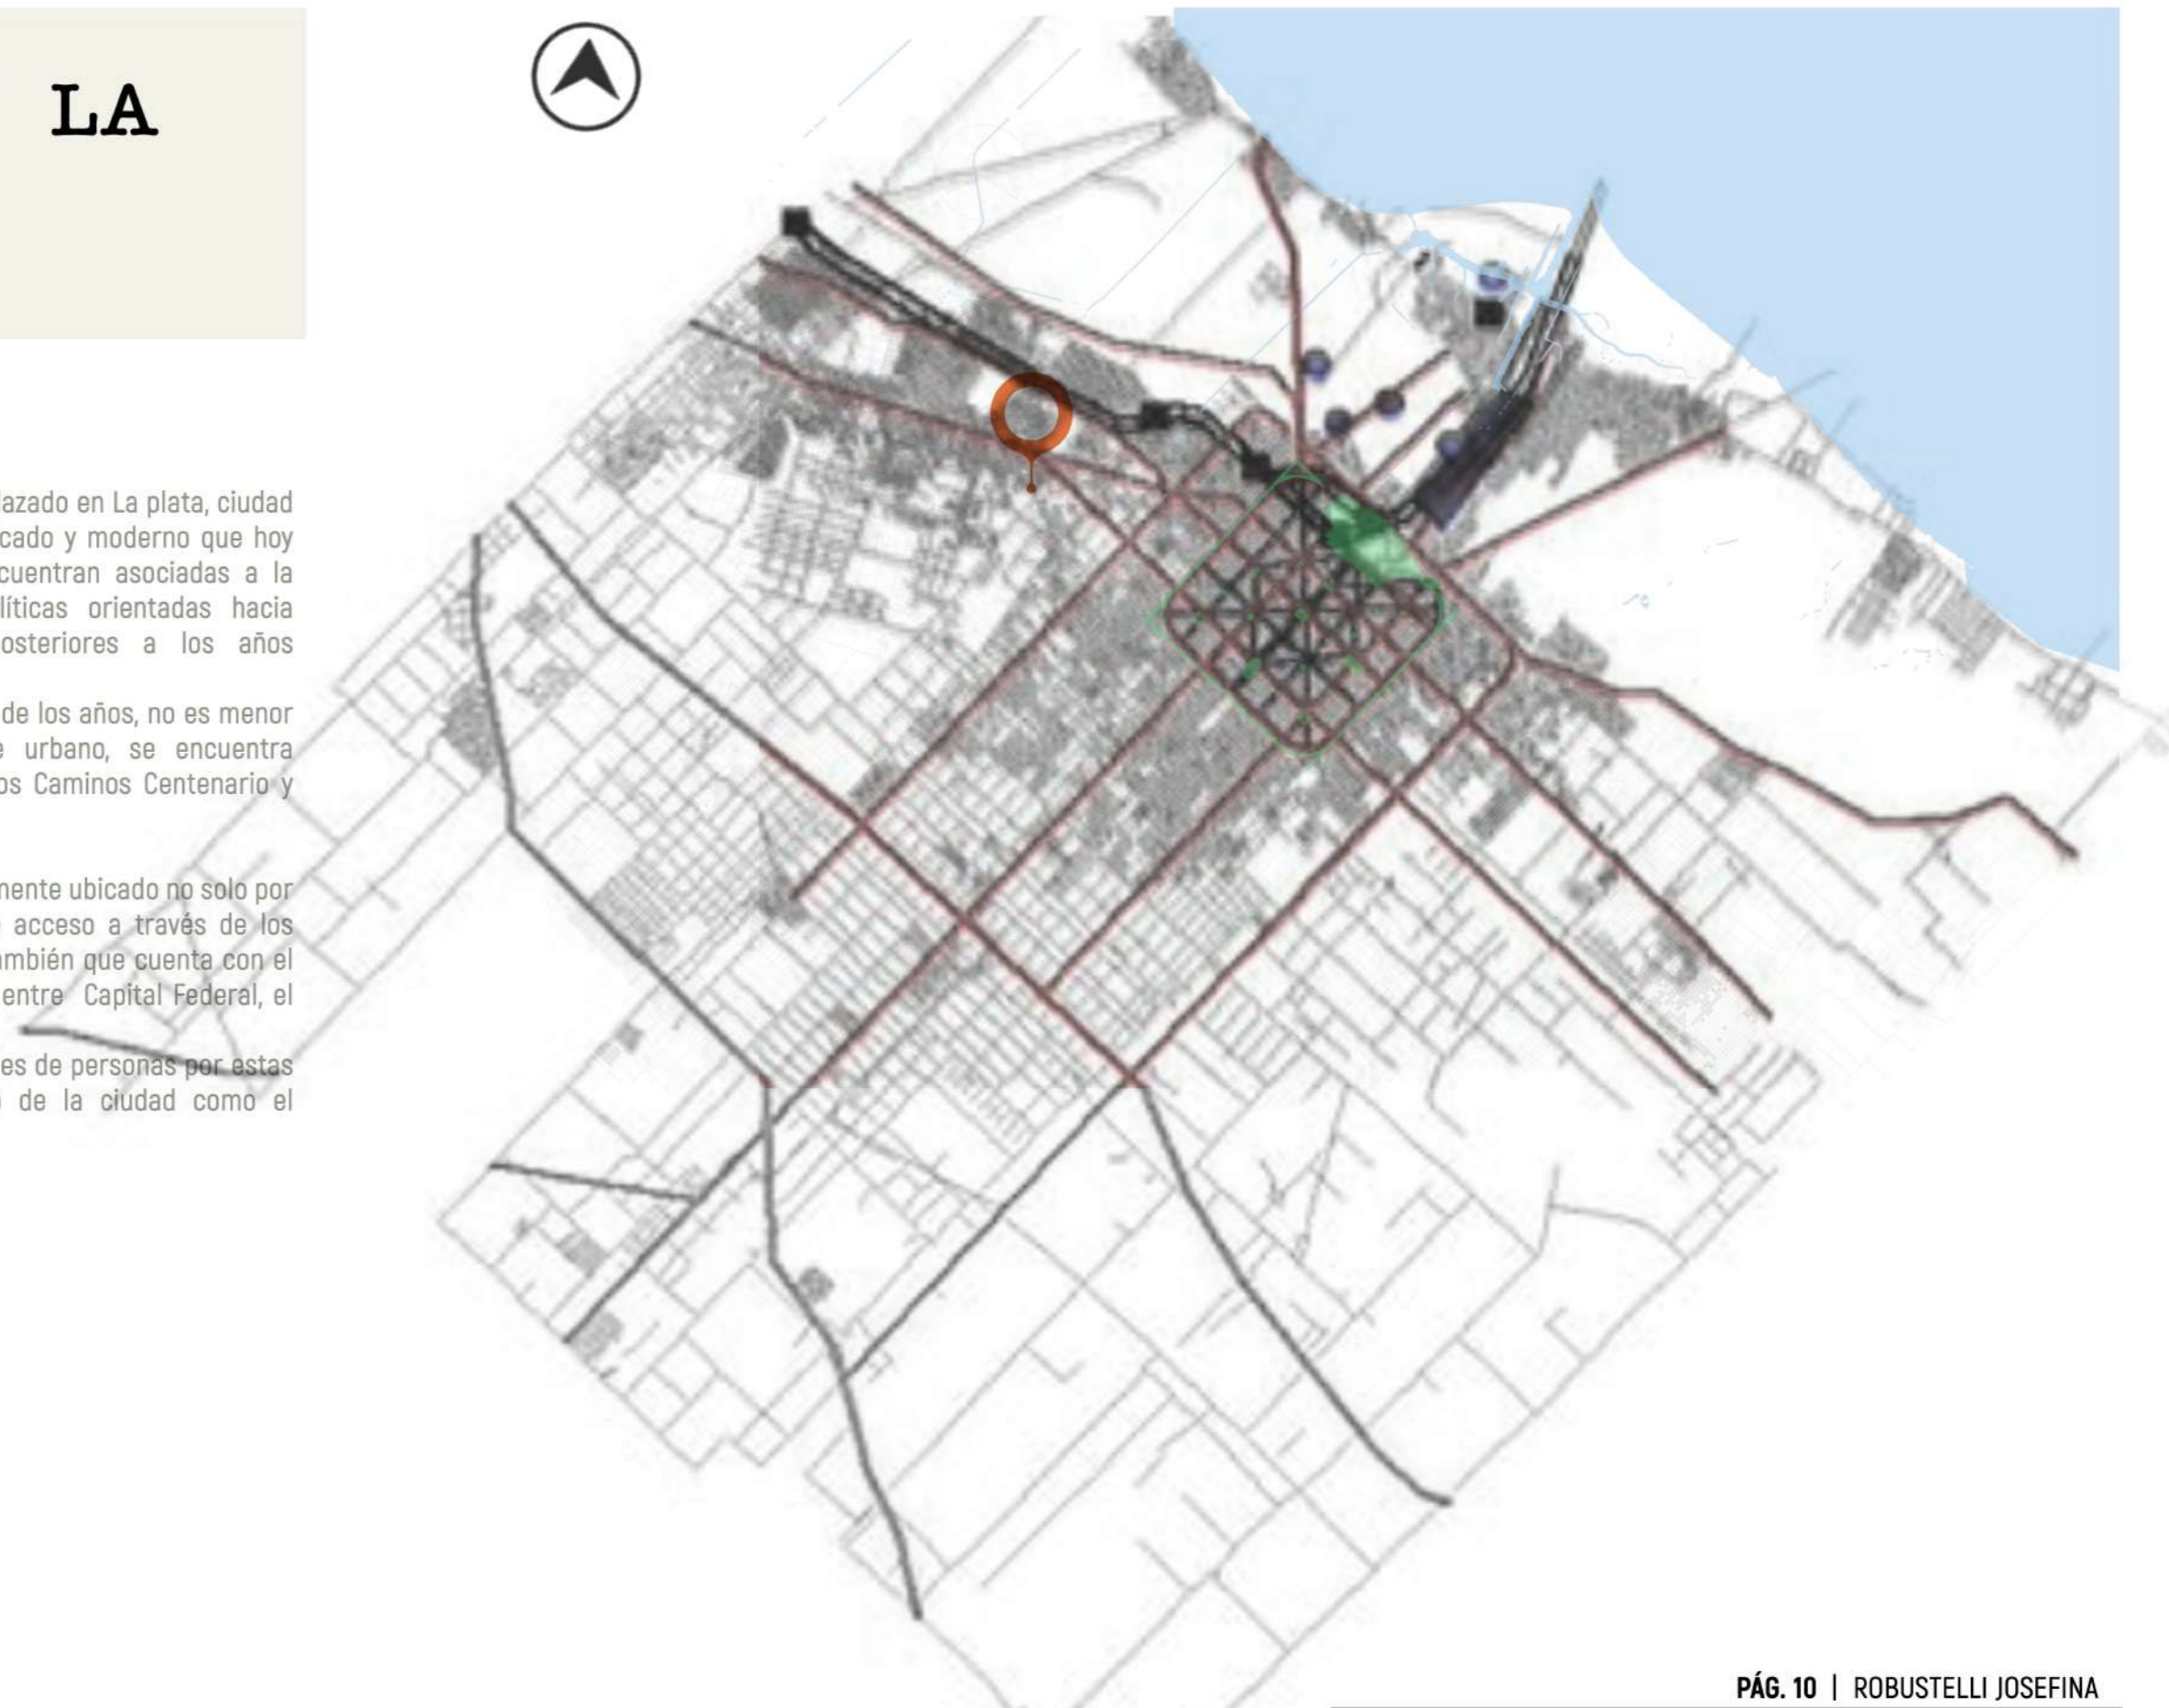 LA
lazado en La plata, ciudad
cado y moderno que hoy
cuentran asociadas a la
líticas orientadas hacia
osteriores a los años
de los años, no es menor
e urbano, se encuentra
os Caminos Centenario y
mente ubicado no solo por
acceso a través de los
ambién que cuenta con el
entre Capital Federal, el
es de personas por estas
de la ciudad como el
PÁG. 10 | ROBUSTELLI JOSEFINA